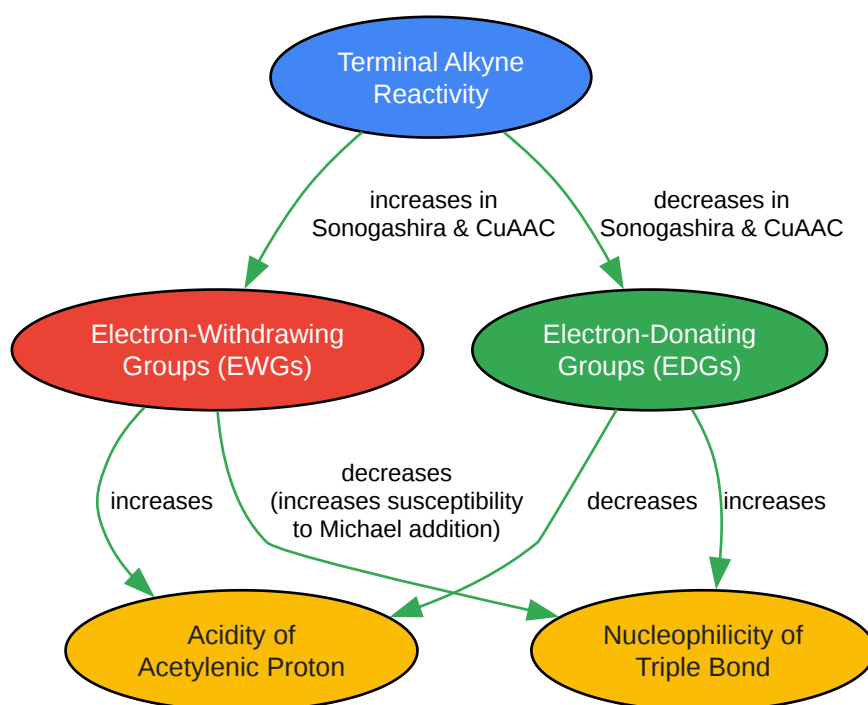 Terminal Alkyne
Reactivity
increases in
Sonogashira & CuAAC
decreases in
Sonogashira & CuAAC
Electron-Withdrawing
Groups (EWGs)
Electron-Donating
Groups (EDGs)
increases
decreases
(increases susceptibility
to Michael addition)
decreases
increases
Acidity of
Acetylenic Proton
Nucleophilicity of
Triple Bond